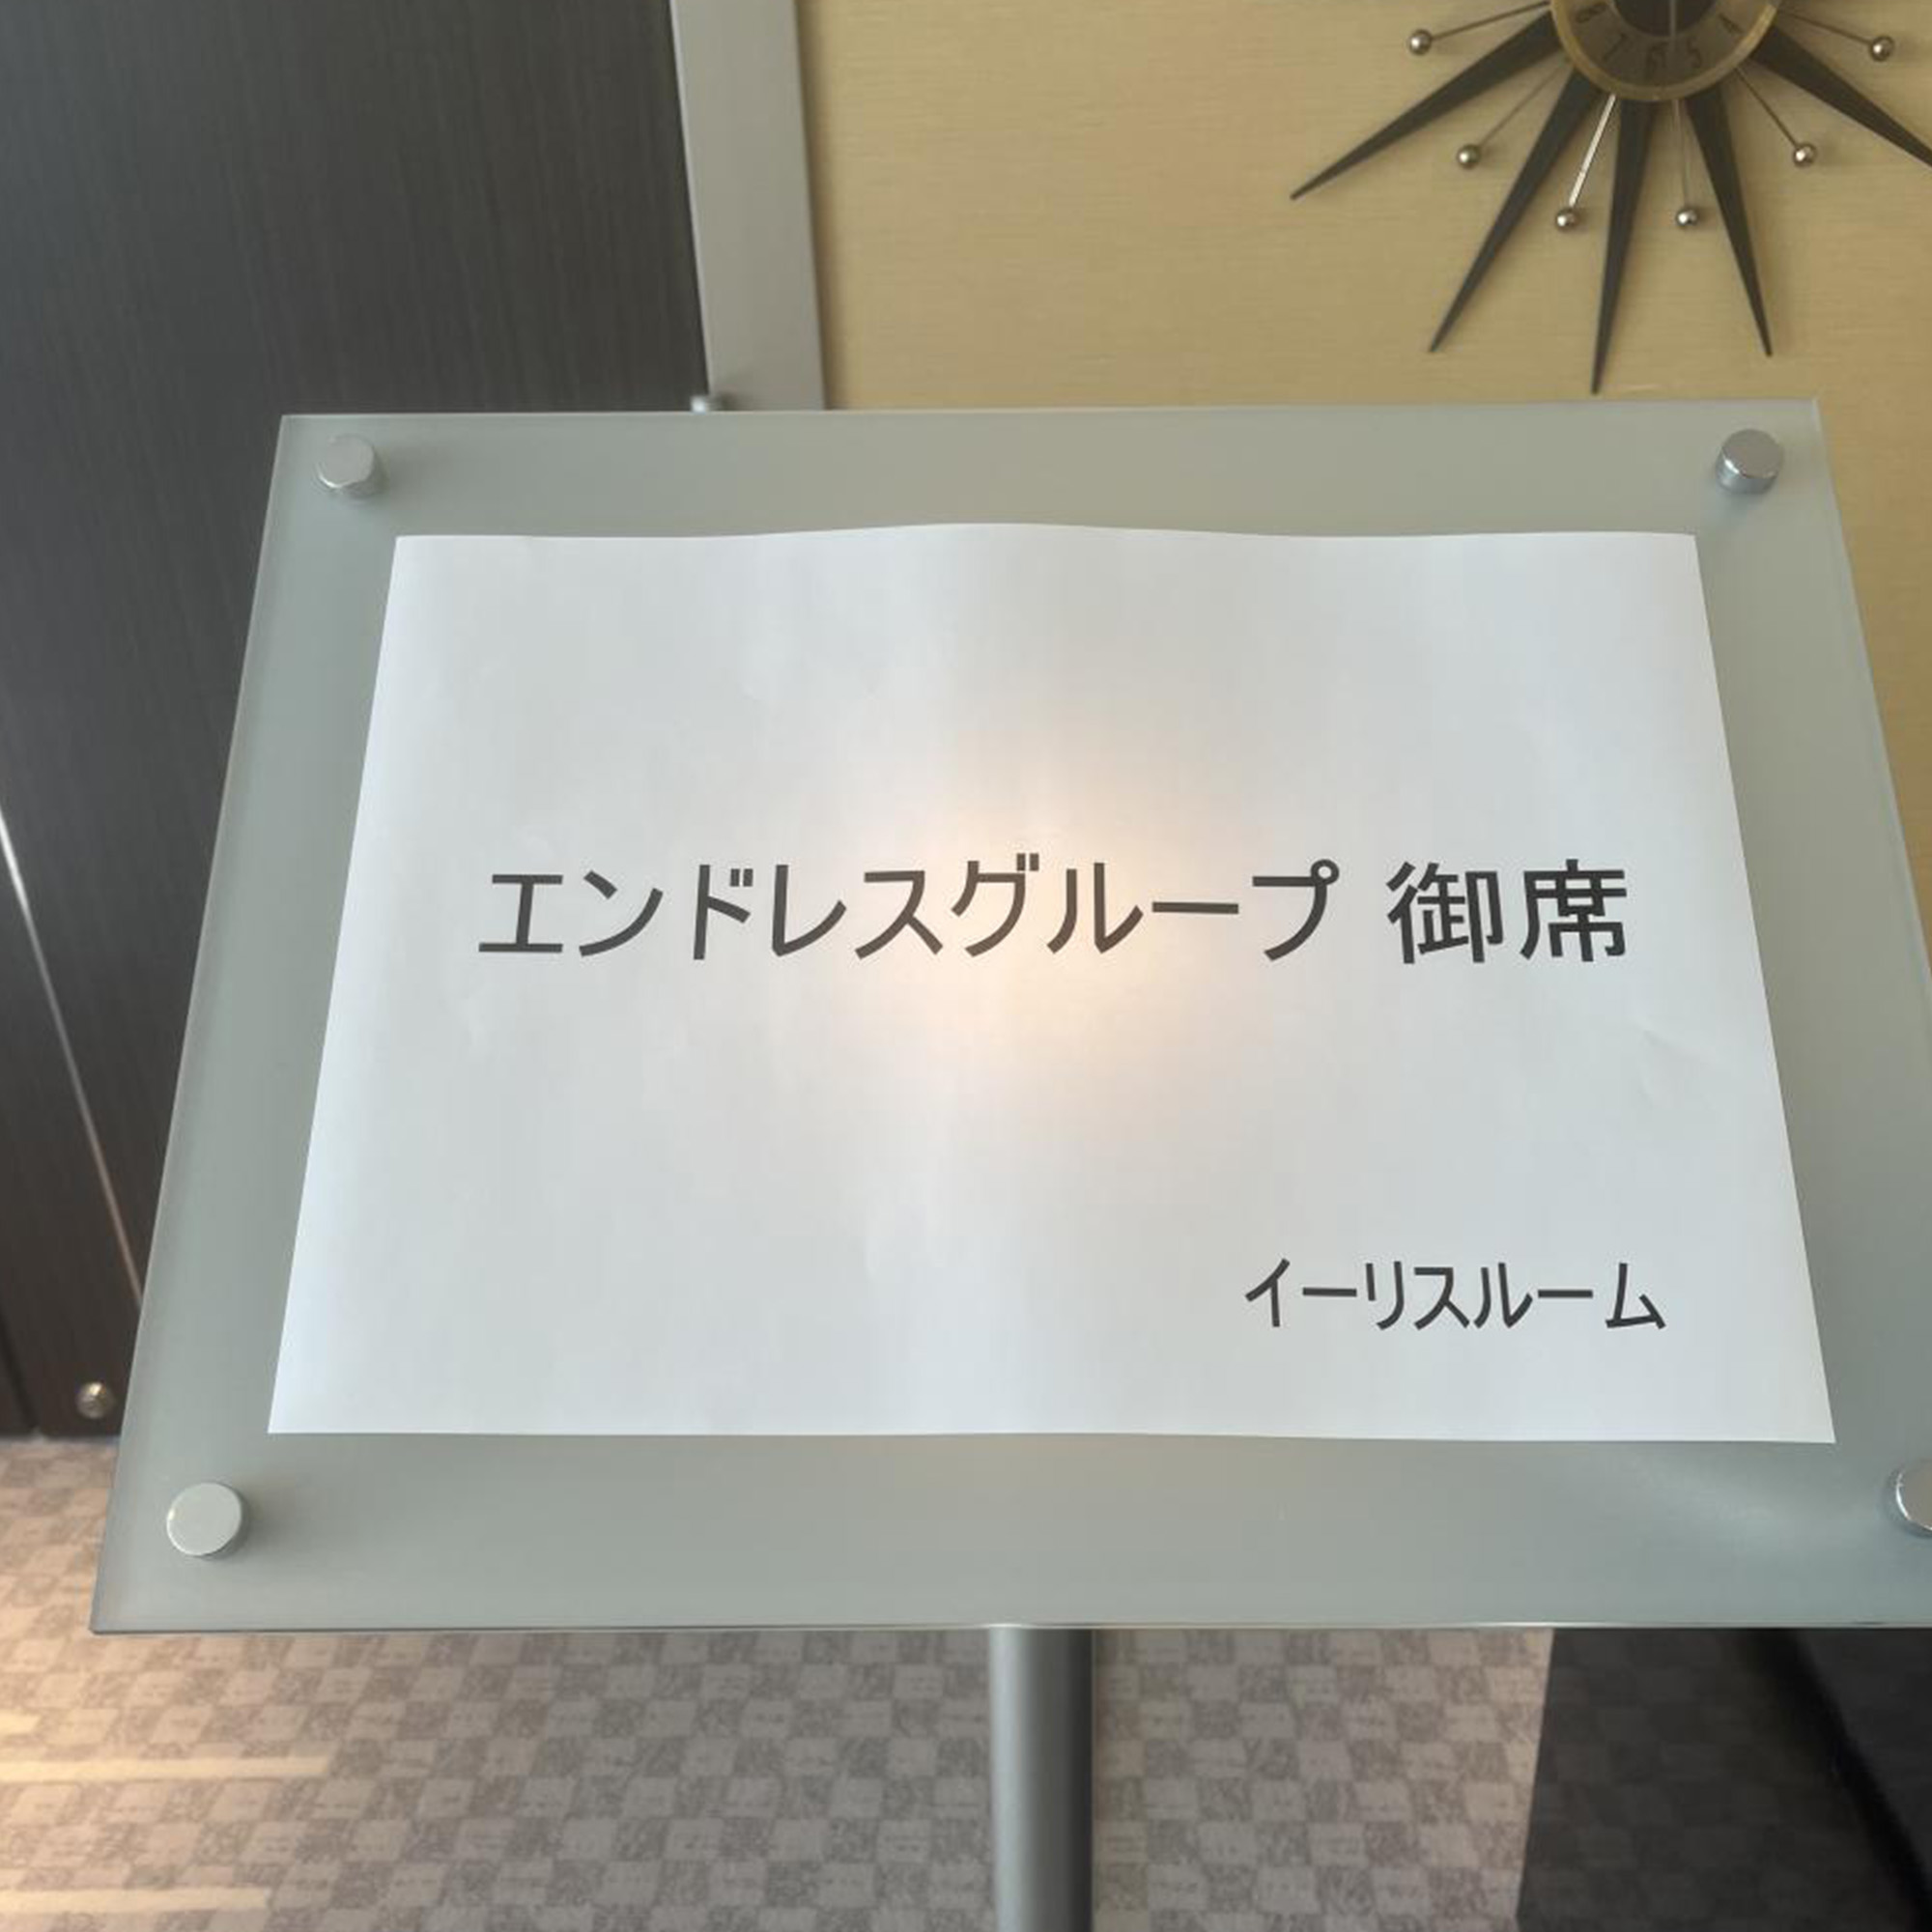 エンドレスグループ 御席
イーリスルーム